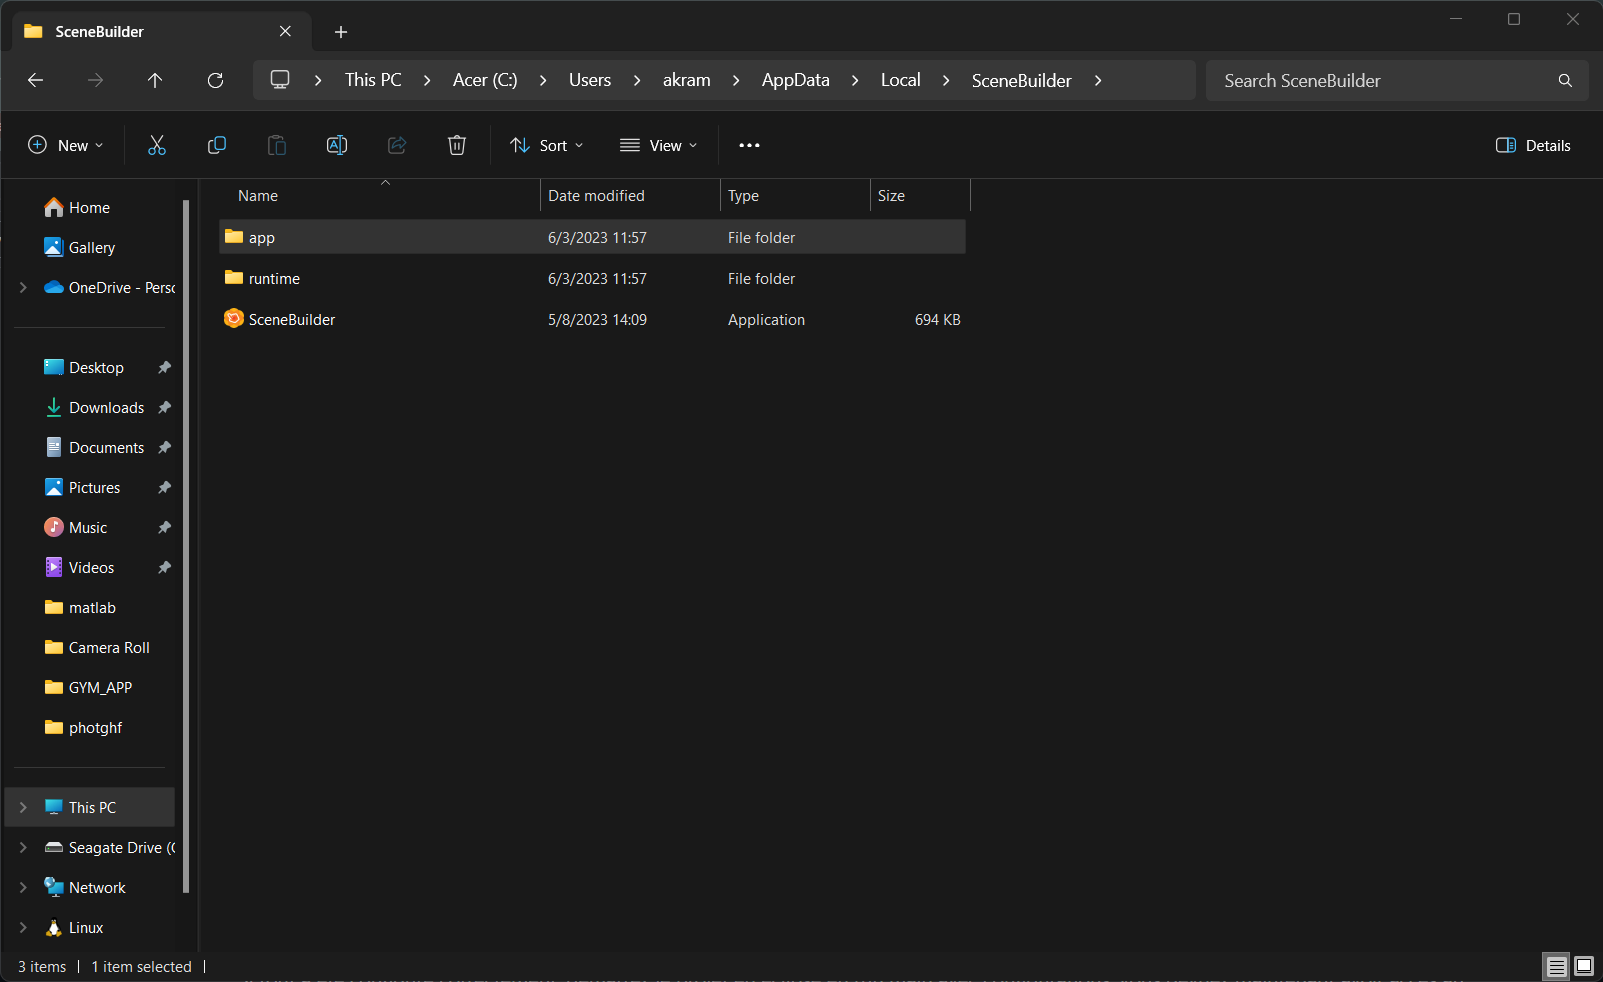 SceneBuilder
This PC > Acer (C:) > Users > akram > AppData > Local > SceneBuilder >
Search SceneBuilder
New
Sort
View
Details
Name Date modified Type Size
app 6/3/2023 11:57 File folder
runtime 6/3/2023 11:57 File folder
SceneBuilder 5/8/2023 14:09 Application 694 KB
Home
Gallery
OneDrive - Perso
Desktop
Downloads
Documents
Pictures
Music
Videos
matlab
Camera Roll
GYM_APP
photghf
This PC
Seagate Drive (
Network
Linux
3 items | 1 item selected |